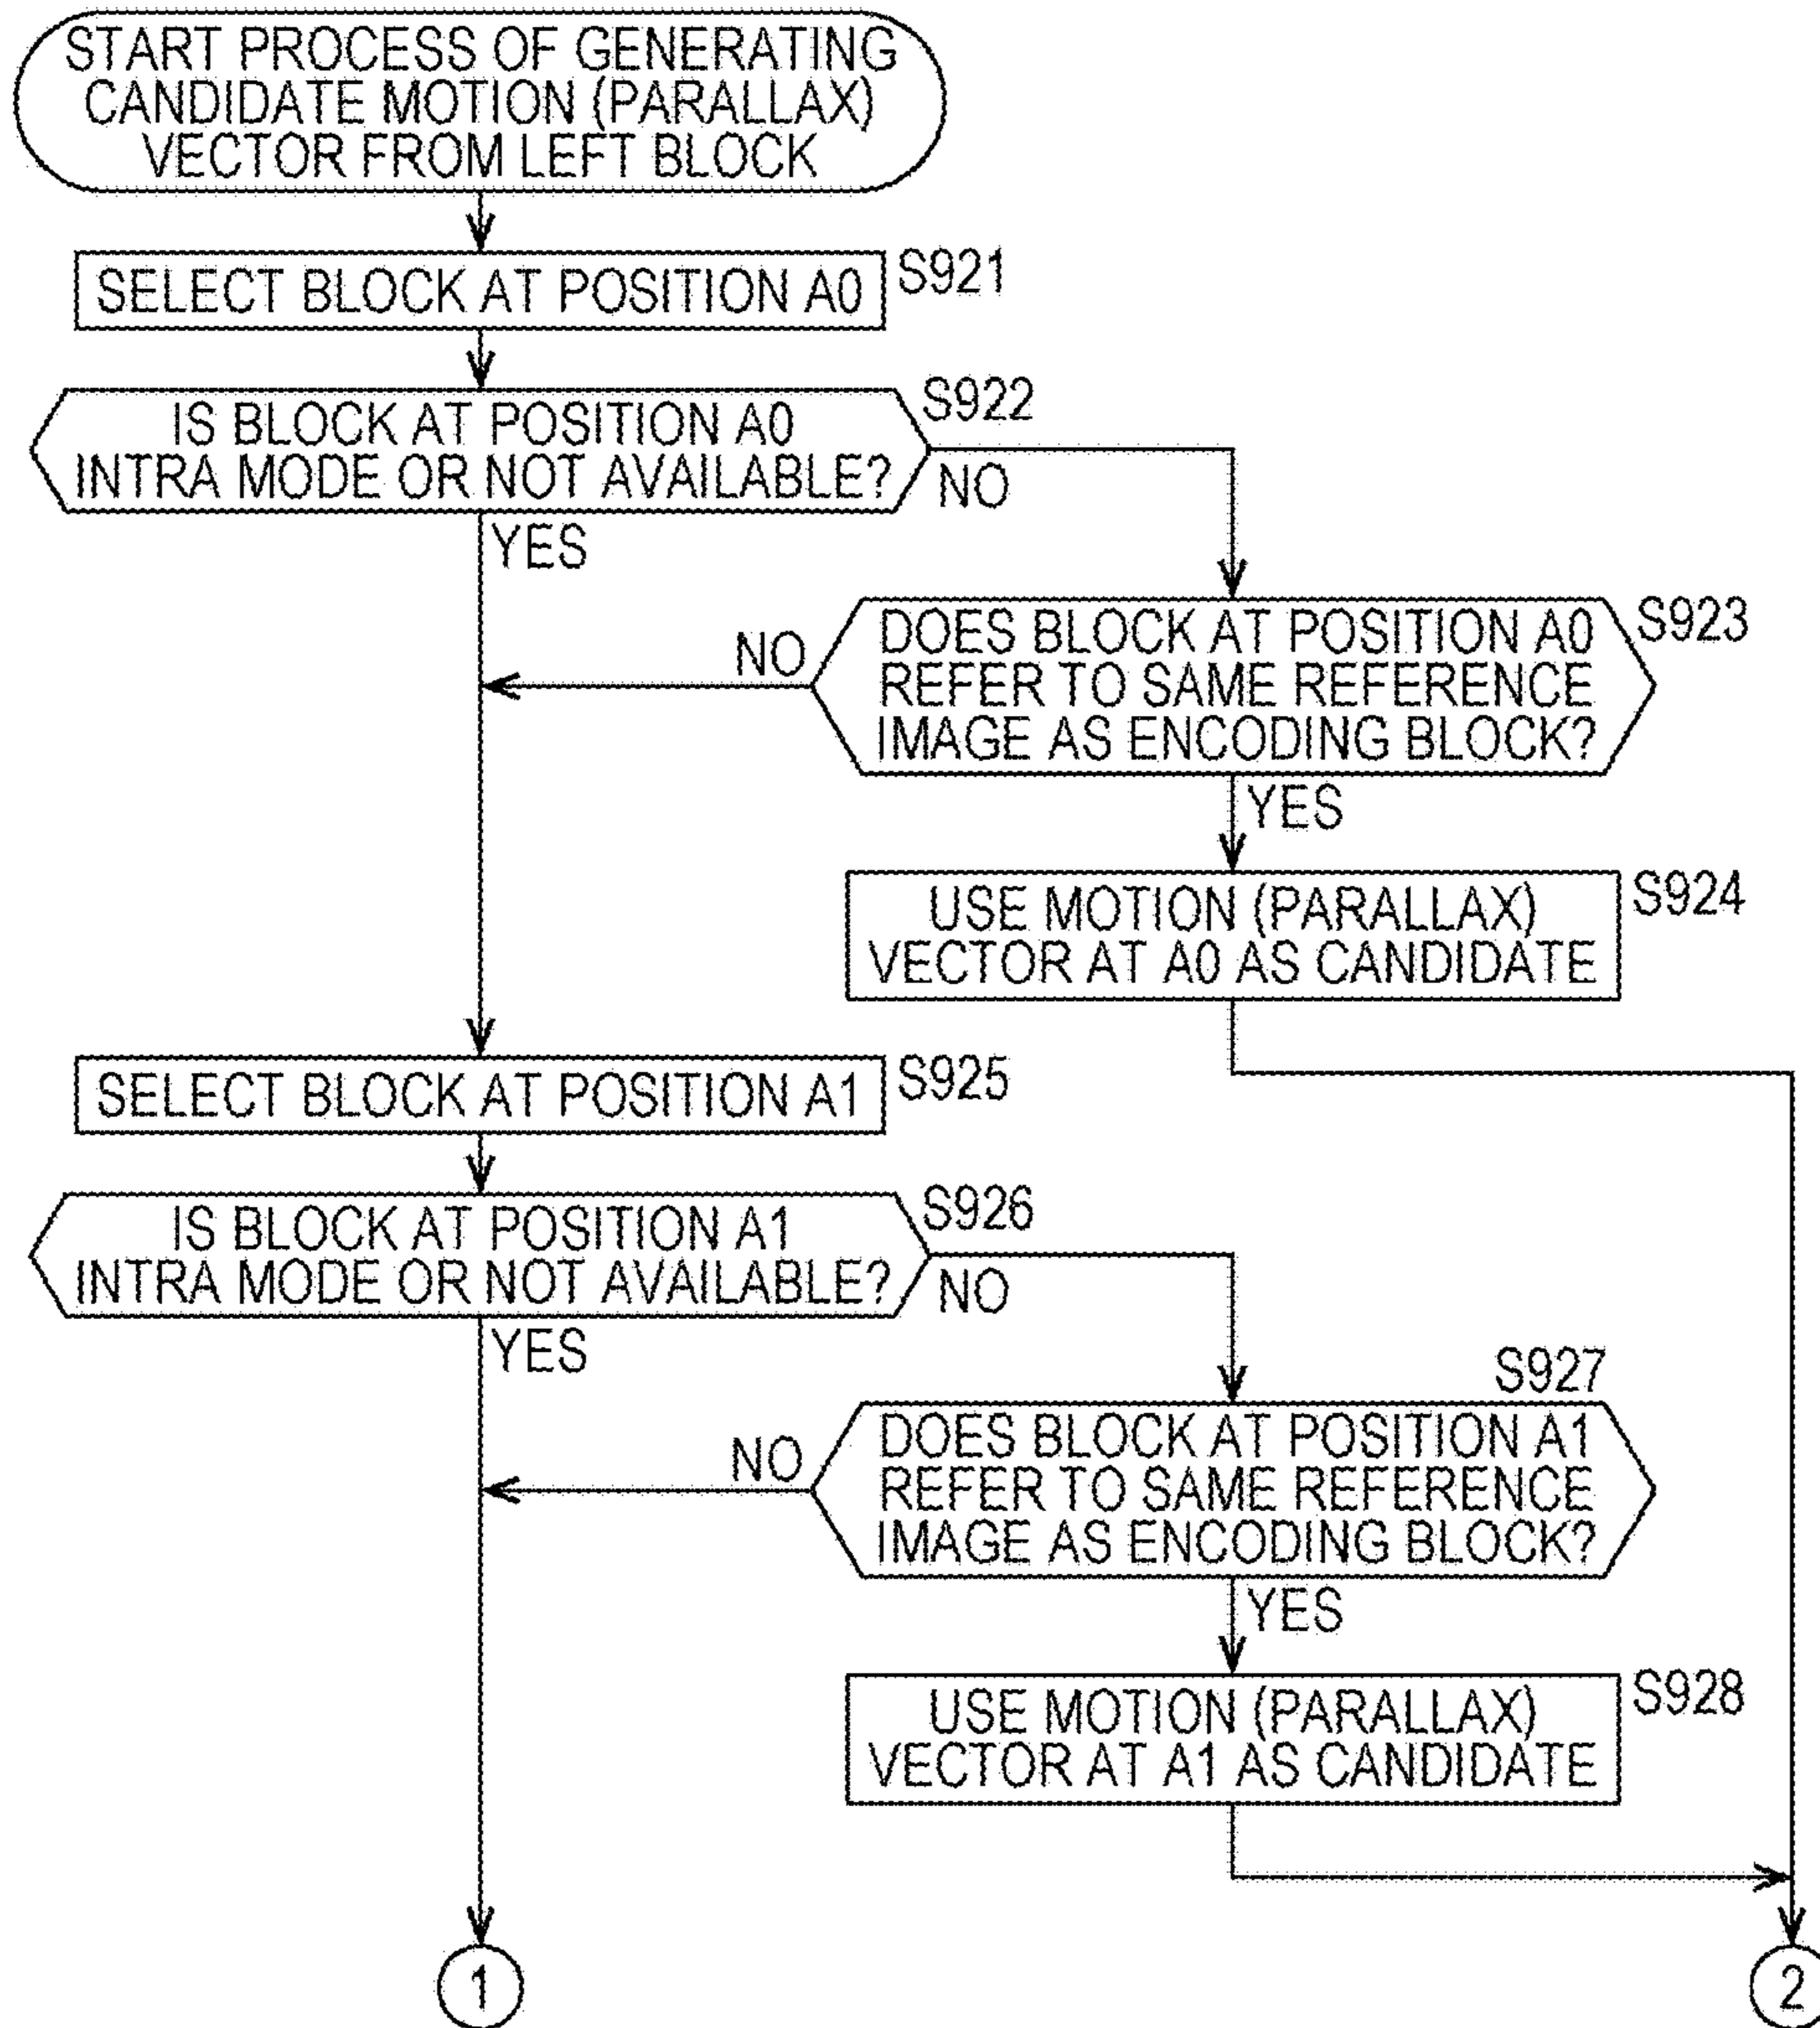 START PROCESS OF GENERATING
CANDIDATE MOTION (PARALLAX)
VECTOR FROM LEFT BLOCK
SELECT BLOCK AT POSITION A0
S921
IS BLOCK AT POSITION A0
INTRA MODE OR NOT AVAILABLE?
S922
NO
YES
DOES BLOCK AT POSITION A0
REFER TO SAME REFERENCE
IMAGE AS ENCODING BLOCK?
S923
NO
YES
USE MOTION (PARALLAX)
VECTOR AT A0 AS CANDIDATE
S924
SELECT BLOCK AT POSITION A1
S925
IS BLOCK AT POSITION A1
INTRA MODE OR NOT AVAILABLE?
S926
NO
YES
S927
DOES BLOCK AT POSITION A1
REFER TO SAME REFERENCE
IMAGE AS ENCODING BLOCK?
NO
YES
USE MOTION (PARALLAX)
VECTOR AT A1 AS CANDIDATE
S928
1
2